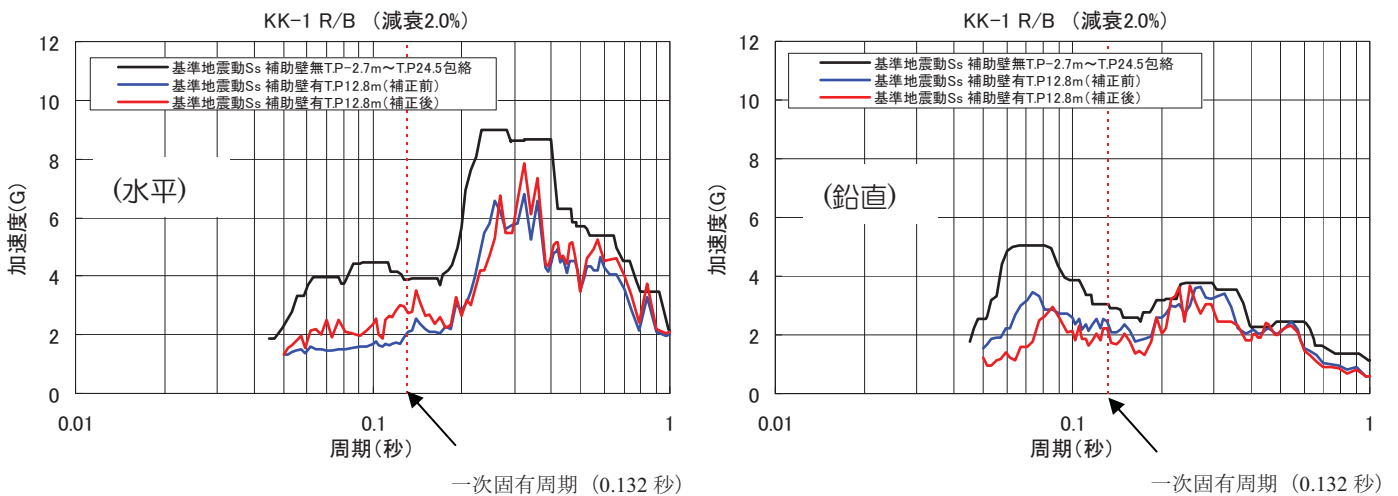 KK-1 R/B （減衰2.0%）
12
10
8
6
4
2
0
加速度(G)
基準地震動Ss 補助壁無T.P-2.7m～T.P24.5包絡
基準地震動Ss 補助壁有T.P12.8m(補正前)
基準地震動Ss 補助壁有T.P12.8m(補正後)
(水平)
0.01
0.1
1
周期(秒)
一次固有周期（0.132 秒）
KK-1 R/B （減衰2.0%）
12
10
8
6
4
2
0
加速度(G)
基準地震動Ss 補助壁無T.P-2.7m～T.P24.5包絡
基準地震動Ss 補助壁有T.P12.8m(補正前)
基準地震動Ss 補助壁有T.P12.8m(補正後)
(鉛直)
0.01
0.1
1
周期(秒)
一次固有周期（0.132 秒）